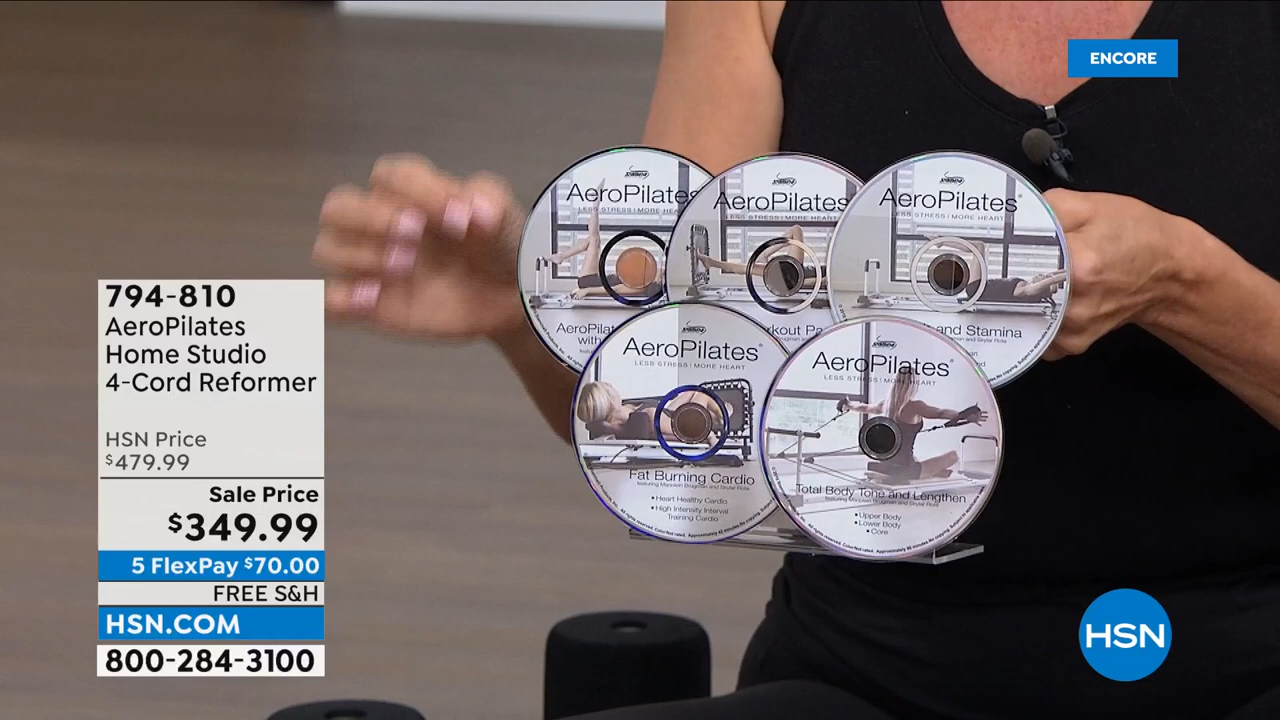 ENCORE
794-810
AeroPilates
Home Studio
4-Cord Reformer
HSN Price
$479.99
Sale Price
$349.99
5 FlexPay $70.00
FREE S&H
HSN.COM
800-284-3100
AeroPilates
LESS STRESS | MORE
with
AeroPilates
LESS STRESS | MORE HEART
AeroPilates®
LESS STRESS | MORE HEART
and Stamina
AeroPilates®
LESS STRESS | MORE HEART
Fat Burning Cardio
• Heart Healthy Cardio
• High Intensity Interval
Training Cardio
AeroPilates®
LESS STRESS | MORE HEART
Total Body Tone and Lengthen
• Upper Body
• Lower Body
• Core
HSN